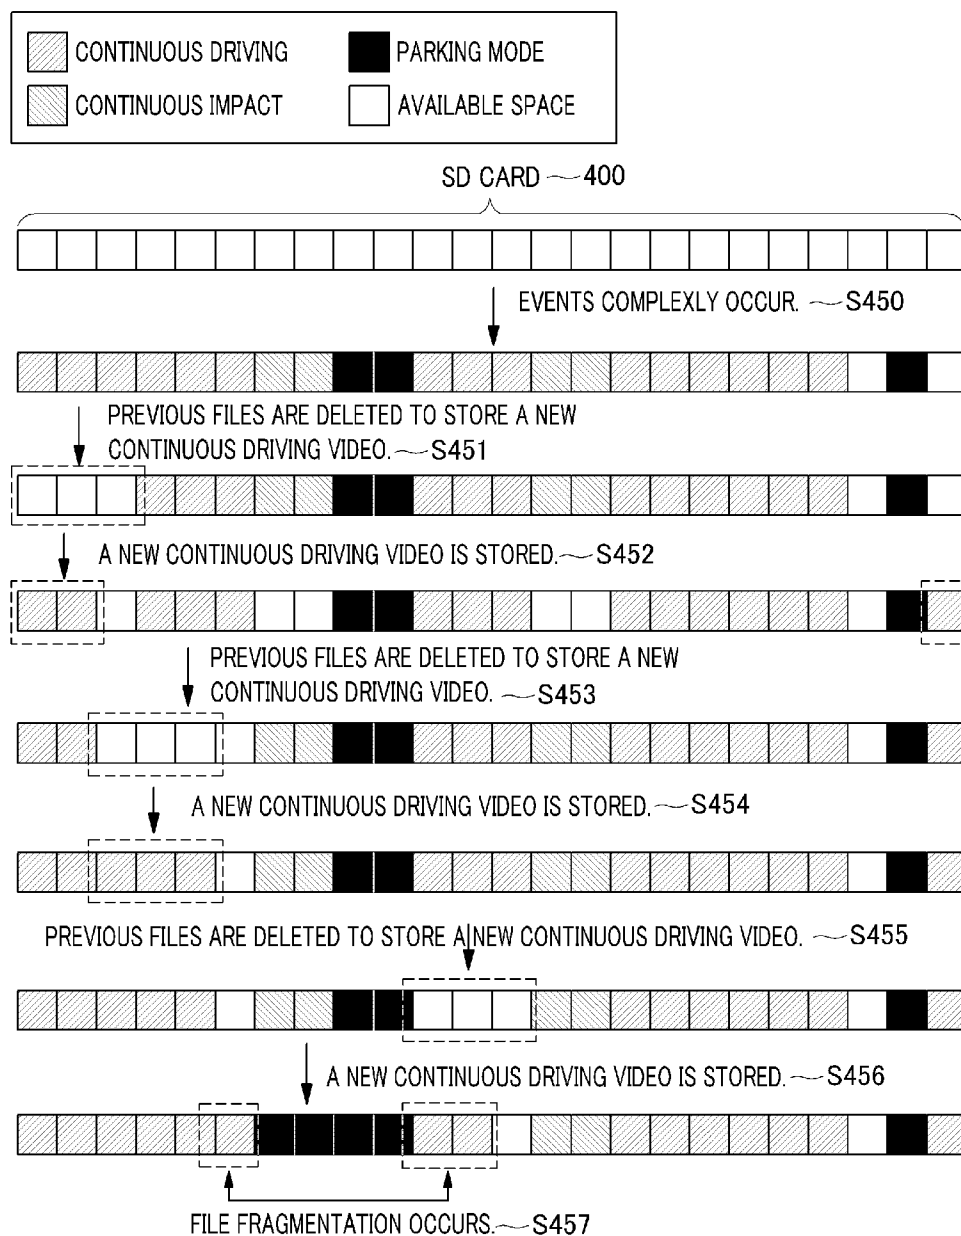 CONTINUOUS DRIVING
PARKING MODE
CONTINUOUS IMPACT
AVAILABLE SPACE
SD CARD 400
EVENTS COMPLEXLY OCCUR. S450
PREVIOUS FILES ARE DELETED TO STORE A NEW
CONTINUOUS DRIVING VIDEO. S451
A NEW CONTINUOUS DRIVING VIDEO IS STORED. S452
PREVIOUS FILES ARE DELETED TO STORE A NEW
CONTINUOUS DRIVING VIDEO. S453
A NEW CONTINUOUS DRIVING VIDEO IS STORED. S454
PREVIOUS FILES ARE DELETED TO STORE A NEW CONTINUOUS DRIVING VIDEO. S455
A NEW CONTINUOUS DRIVING VIDEO IS STORED. S456
FILE FRAGMENTATION OCCURS. S457